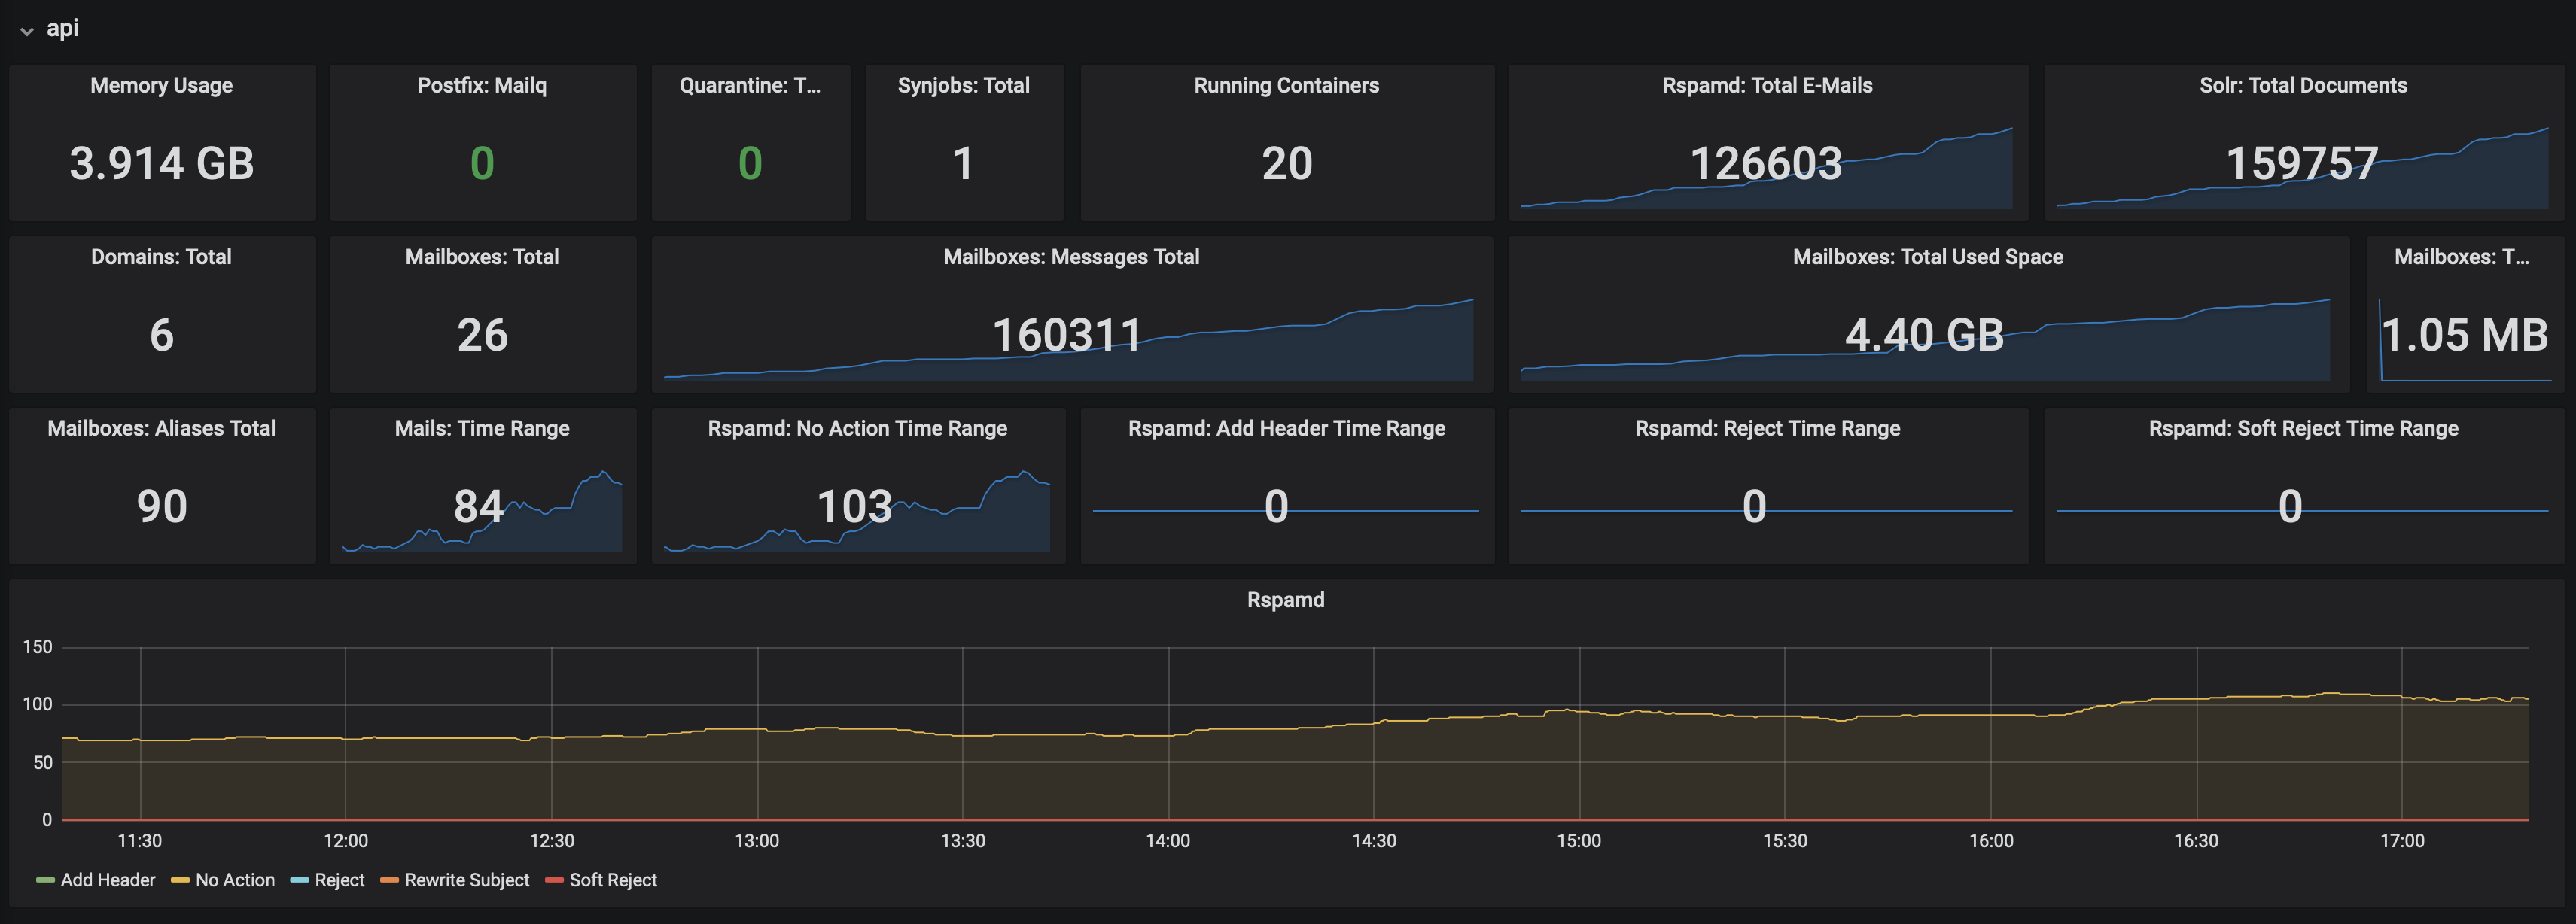 api
Memory Usage
3.914 GB
Postfix: Mailq
0
Quarantine: T...
0
Synjobs: Total
1
Running Containers
20
Rspamd: Total E-Mails
126603
Solr: Total Documents
159757
Domains: Total
6
Mailboxes: Total
26
Mailboxes: Messages Total
160311
Mailboxes: Total Used Space
4.40 GB
Mailboxes: T...
1.05 MB
Mailboxes: Aliases Total
90
Mails: Time Range
84
Rspamd: No Action Time Range
103
Rspamd: Add Header Time Range
0
Rspamd: Reject Time Range
0
Rspamd: Soft Reject Time Range
0
Rspamd
150
100
50
0
11:30 12:00 12:30 13:00 13:30 14:00 14:30 15:00 15:30 16:00 16:30 17:00
Add Header No Action Reject Rewrite Subject Soft Reject